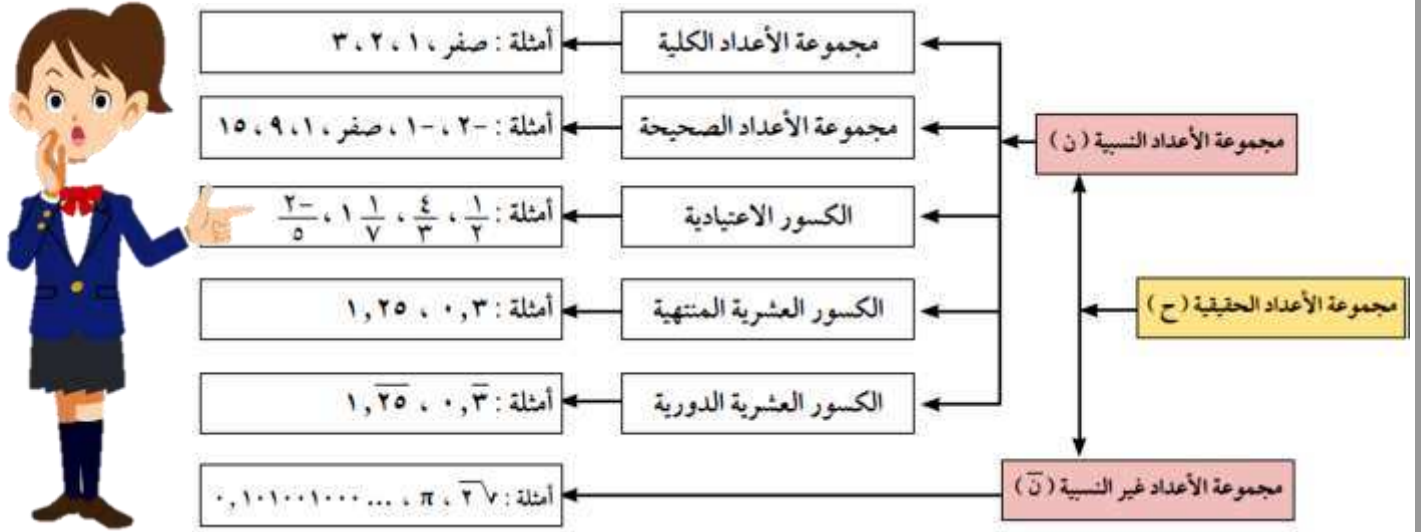 مجموعة الأعداد الحقيقية (ح)
مجموعة الأعداد النسبية (ن)
مجموعة الأعداد الكلية
أمثلة : صفر ، ١ ، ٢ ، ٣
مجموعة الأعداد الصحيحة
أمثلة : -٢ ، -١ ، صفر ، ١ ، ٩ ، ١٥
الكسور الاعتيادية
أمثلة : ١/٢ ، ٤/٣ ، ١ ١/٧ ، -٢/٥
الكسور العشرية المنتهية
أمثلة : ٠,٣ ، ١,٢٥
الكسور العشرية الدورية
أمثلة : ٠,٣̅ ، ١,٢̅٥̅
مجموعة الأعداد غير النسبية (ن̅)
أمثلة : √٢ ، π ، ...٠,١٠١٠٠١٠٠٠